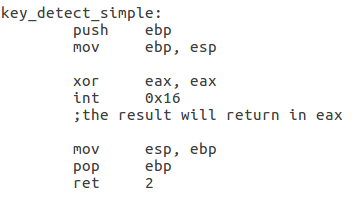 key_detect_simple:
push ebp
mov ebp, esp
xor eax, eax
int 0x16
;the result will return in eax
mov esp, ebp
pop ebp
ret 2